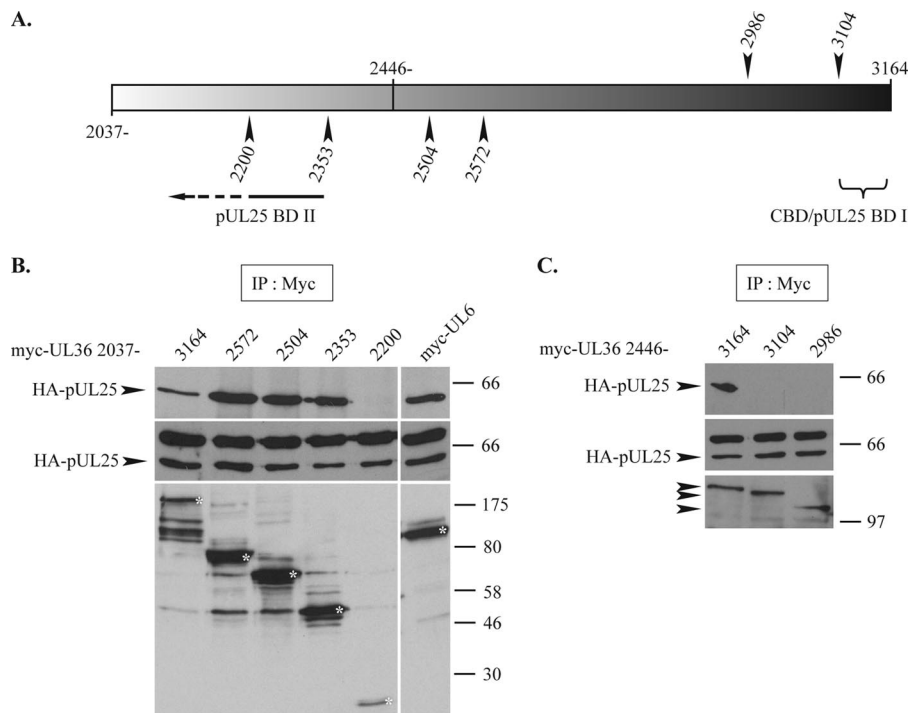 A.
2986
3104
2446-
3164
2037-
2200
2353
2504
2572
pUL25 BD II
CBD/pUL25 BD I
B.
IP : Myc
myc-UL36 2037-
3164
2572
2504
2353
2200
myc-UL6
HA-pUL25
66
HA-pUL25
66
*
*
*
*
*
*
175
80
58
46
30
C.
IP : Myc
myc-UL36 2446-
3164
3104
2986
HA-pUL25
66
HA-pUL25
66
97